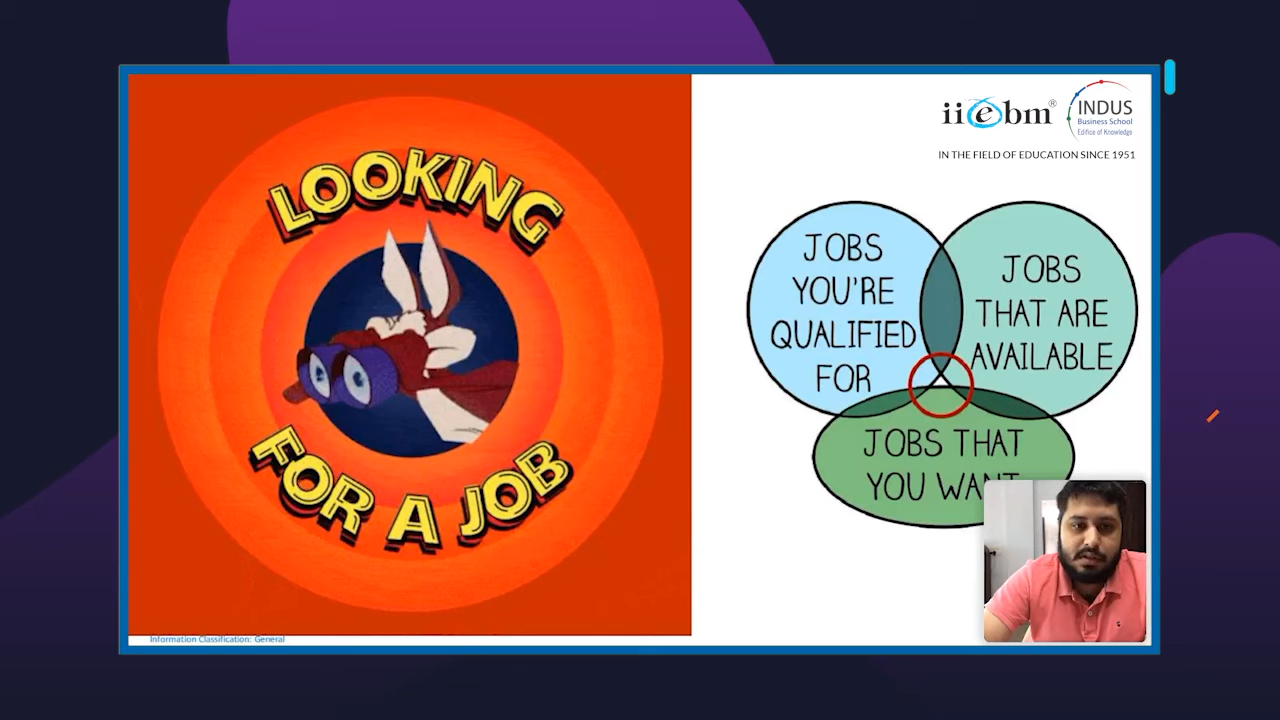 LOOKING
FOR A JOB
Information Classification: General
iiebm®
INDUS
Business School
Edifice of Knowledge
IN THE FIELD OF EDUCATION SINCE 1951
JOBS
YOU'RE
QUALIFIED
FOR
JOBS
THAT ARE
AVAILABLE
JOBS THAT
YOU WANT